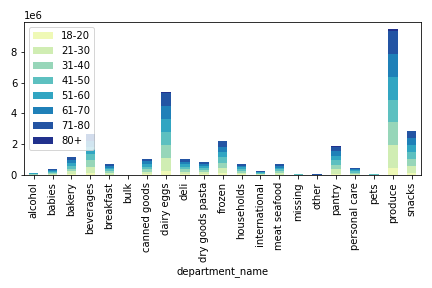 1e6
8
6
4
2
0
18-20
21-30
31-40
41-50
51-60
61-70
71-80
80+
alcohol
babies
bakery
beverages
breakfast
bulk
canned goods
dairy eggs
deli
dry goods pasta
frozen
households
international
meat seafood
missing
other
pantry
personal care
pets
produce
snacks
department_name